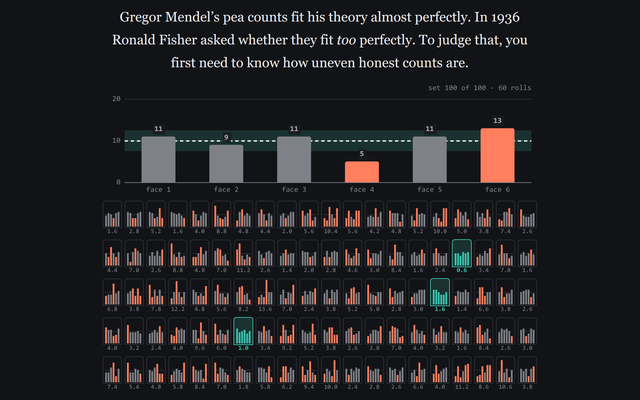 Gregor Mendel’s pea counts fit his theory almost perfectly. In 1936
Ronald Fisher asked whether they fit too perfectly. To judge that, you
first need to know how uneven honest counts are.
set 100 of 100 · 60 rolls
20
10
0
11 9 11 5 11 13
face 1 face 2 face 3 face 4 face 5 face 6
1.6 2.8 5.2 1.6 4.0 8.8 4.8 4.4 2.0 5.6 10.4 5.6 4.2 4.8 5.2 10.0 5.0 3.8 7.4 2.6
4.4 7.0 2.6 8.8 4.4 7.0 11.2 2.6 1.4 2.0 2.8 4.6 3.0 8.4 1.6 2.4 0.6 3.4 7.0 1.6
6.8 3.8 7.8 12.2 4.8 5.6 8.2 13.6 7.0 2.4 3.8 5.2 5.0 2.8 3.0 1.6 1.4 6.6 3.8 2.6
4.0 3.2 2.4 4.0 9.6 6.0 1.0 3.4 9.2 5.2 3.8 2.6 3.8 7.0 4.0 3.2 1.4 5.2 3.4 4.0
7.4 5.4 4.8 5.6 8.4 7.0 1.8 5.8 1.6 6.2 9.4 4.4 2.8 2.6 6.6 4.0 11.2 8.6 10.6 3.8